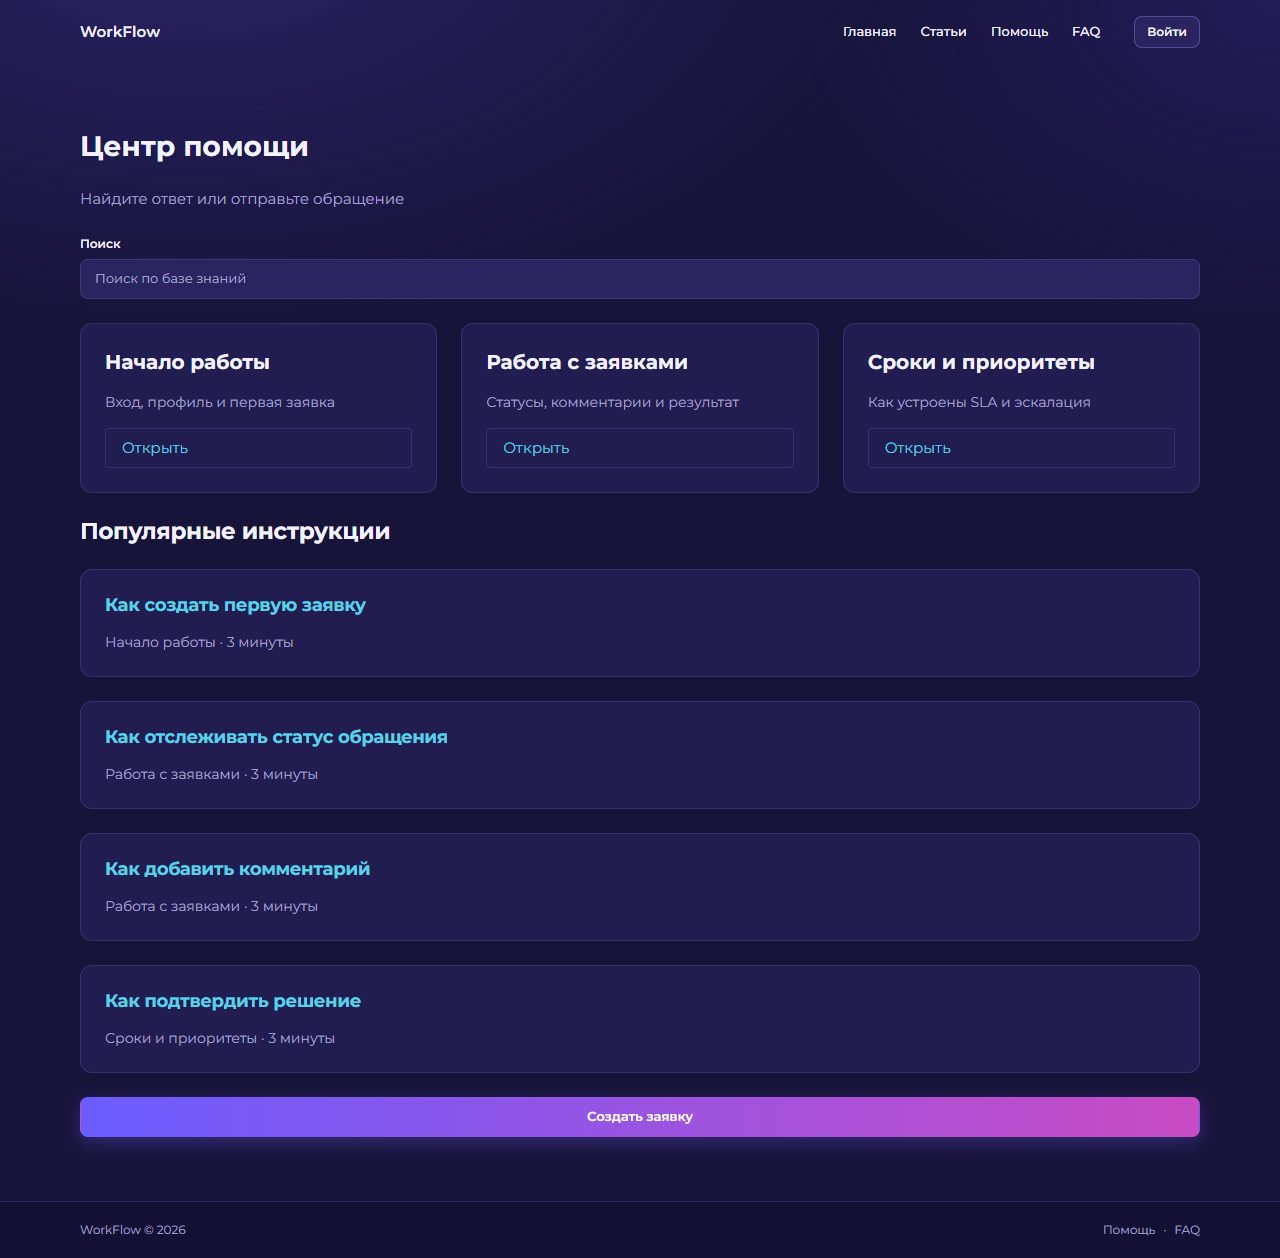 WorkFlow
Главная
Статьи
Помощь
FAQ
Войти
Центр помощи
Найдите ответ или отправьте обращение
Поиск
Поиск по базе знаний
Начало работы
Вход, профиль и первая заявка
Открыть
Работа с заявками
Статусы, комментарии и результат
Открыть
Сроки и приоритеты
Как устроены SLA и эскалация
Открыть
Популярные инструкции
Как создать первую заявку
Начало работы · 3 минуты
Как отслеживать статус обращения
Работа с заявками · 3 минуты
Как добавить комментарий
Работа с заявками · 3 минуты
Как подтвердить решение
Сроки и приоритеты · 3 минуты
Создать заявку
WorkFlow © 2026
Помощь · FAQ